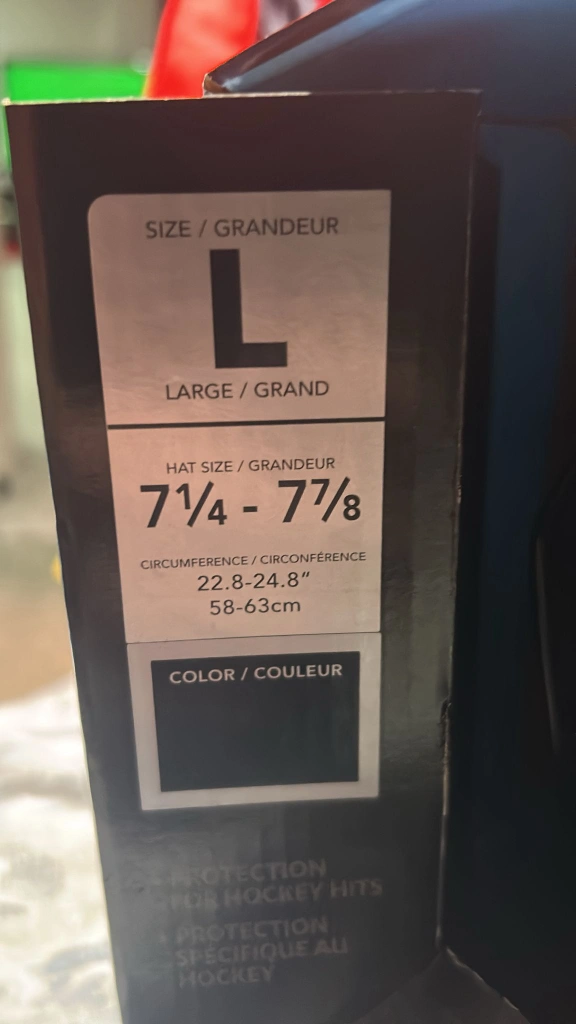 SIZE / GRANDEUR
L
LARGE / GRAND
HAT SIZE / GRANDEUR
7¼ - 7⅞
CIRCUMFERENCE / CIRCONFÉRENCE
22.8-24.8"
58-63cm
COLOR / COULEUR
PROTECTION
FOR HOCKEY HITS
PROTECTION
SPÉCIFIQUE AU
HOCKEY